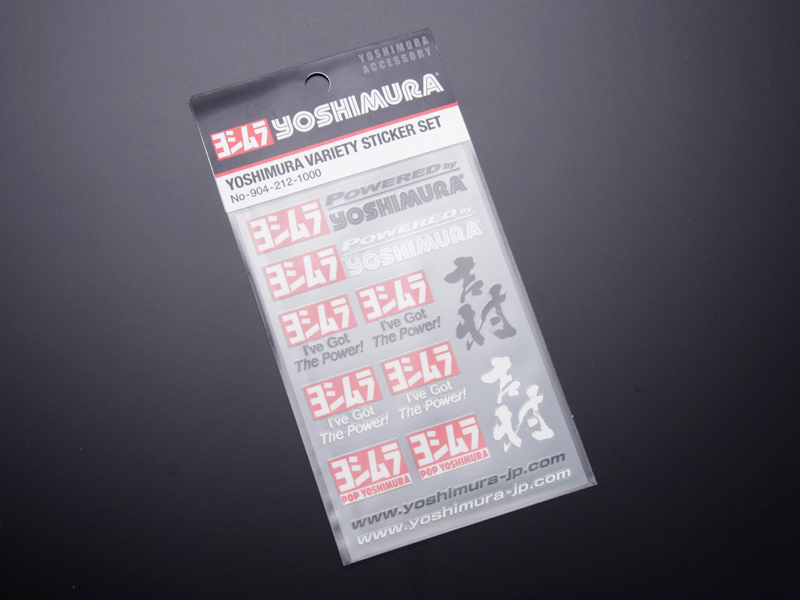 YOSHIMURA
ACCESSORY
ヨシムラ YOSHIMURA
YOSHIMURA VARIETY STICKER SET
No-904-212-1000
ヨシムラ POWERED by
YOSHIMURA
ヨシムラ POWERED by
YOSHIMURA
ヨシムラ ヨシムラ
I've Got I've Got
The Power! The Power!
吉村
ヨシムラ ヨシムラ
I've Got I've Got
The Power! The Power!
吉村
ヨシムラ ヨシムラ
POP YOSHIMURA POP YOSHIMURA
www.yoshimura-jp.com
www.yoshimura-jp.com